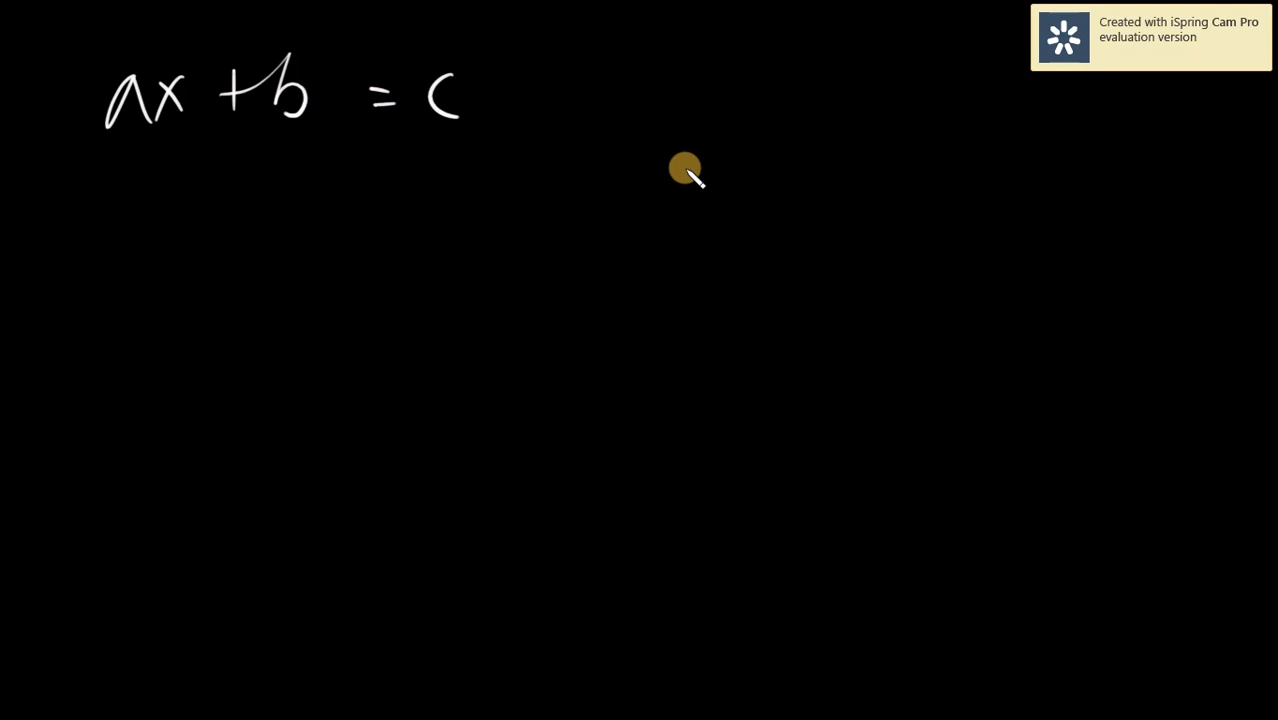 ax + b = c
Created with iSpring Cam Pro
evaluation version